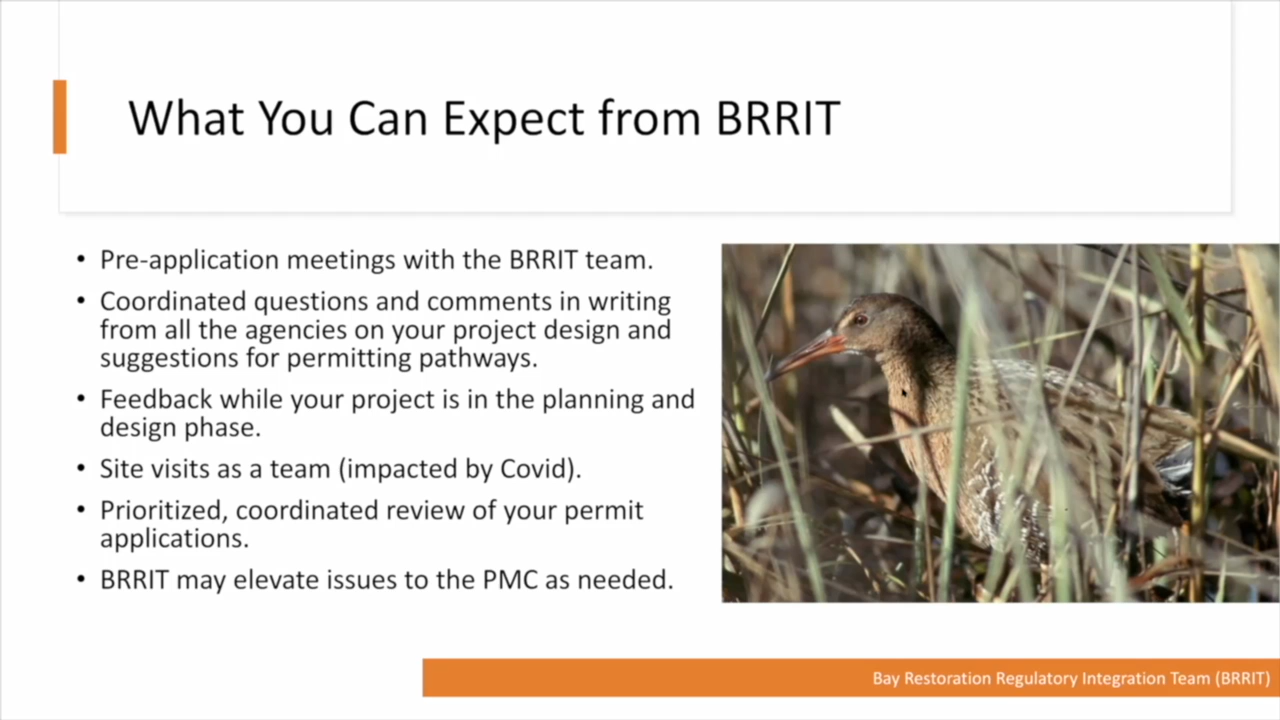 What You Can Expect from BRRIT
• Pre-application meetings with the BRRIT team.
• Coordinated questions and comments in writing
from all the agencies on your project design and
suggestions for permitting pathways.
• Feedback while your project is in the planning and
design phase.
• Site visits as a team (impacted by Covid).
• Prioritized, coordinated review of your permit
applications.
• BRRIT may elevate issues to the PMC as needed.
Bay Restoration Regulatory Integration Team (BRRIT)